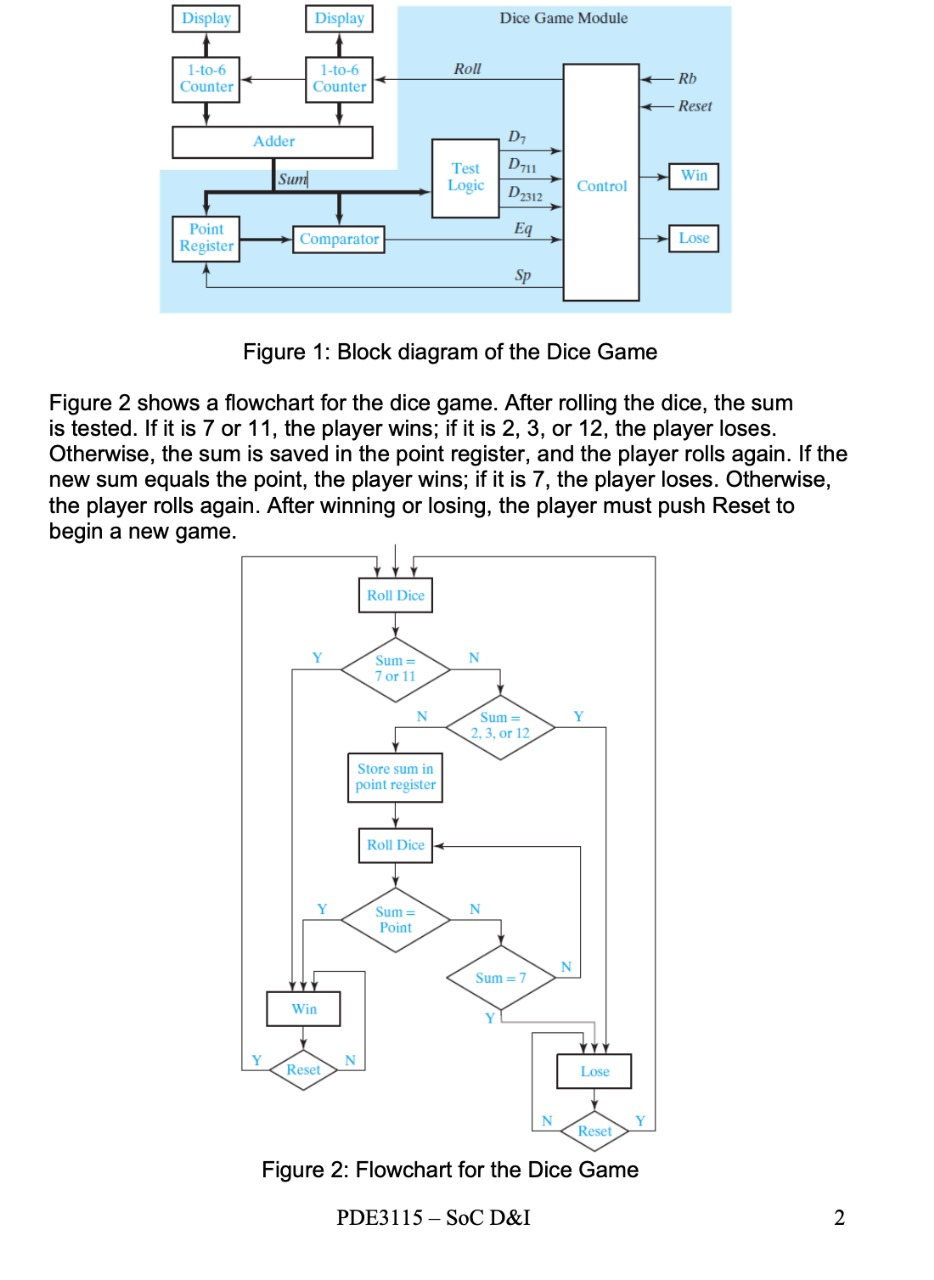 Display
Display
Dice Game Module
1-to-6
Counter
1-to-6
Counter
Roll
Rb
Reset
Adder
Sum
Test
Logic
D7
D711
D2312
Control
Win
Point
Register
Comparator
Eq
Lose
Sp
Figure 1: Block diagram of the Dice Game
Figure 2 shows a flowchart for the dice game. After rolling the dice, the sum
is tested. If it is 7 or 11, the player wins; if it is 2, 3, or 12, the player loses.
Otherwise, the sum is saved in the point register, and the player rolls again. If the
new sum equals the point, the player wins; if it is 7, the player loses. Otherwise,
the player rolls again. After winning or losing, the player must push Reset to
begin a new game.
Roll Dice
Y
Sum =
7 or 11
N
N
Sum =
2, 3, or 12
Y
Store sum in
point register
Roll Dice
Y
Sum =
Point
N
Sum = 7
N
Win
Y
Y
Reset
N
Lose
N
Reset
Y
Figure 2: Flowchart for the Dice Game
PDE3115 – SoC D&I
2